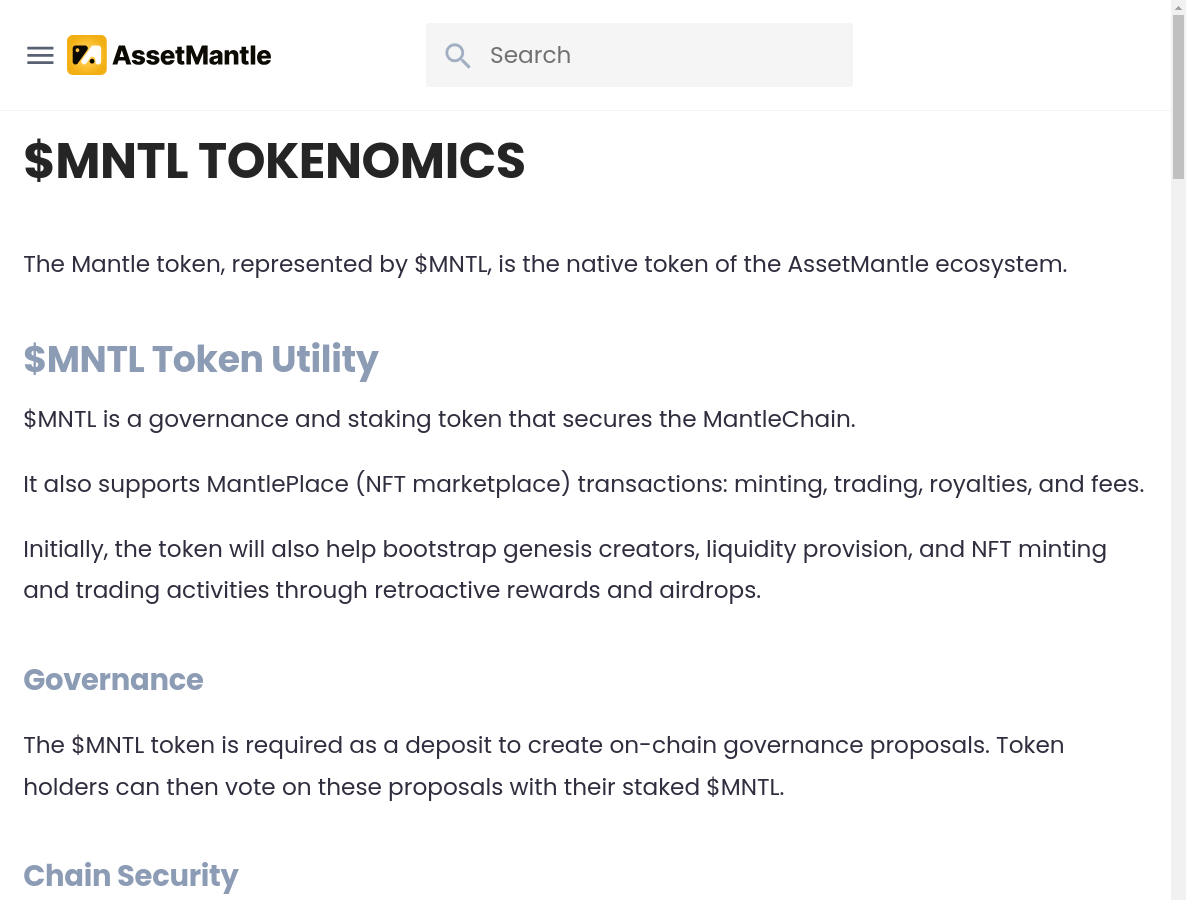 AssetMantle
Search
$MNTL TOKENOMICS
The Mantle token, represented by $MNTL, is the native token of the AssetMantle ecosystem.
$MNTL Token Utility
$MNTL is a governance and staking token that secures the MantleChain.
It also supports MantlePlace (NFT marketplace) transactions: minting, trading, royalties, and fees.
Initially, the token will also help bootstrap genesis creators, liquidity provision, and NFT minting
and trading activities through retroactive rewards and airdrops.
Governance
The $MNTL token is required as a deposit to create on-chain governance proposals. Token
holders can then vote on these proposals with their staked $MNTL.
Chain Security